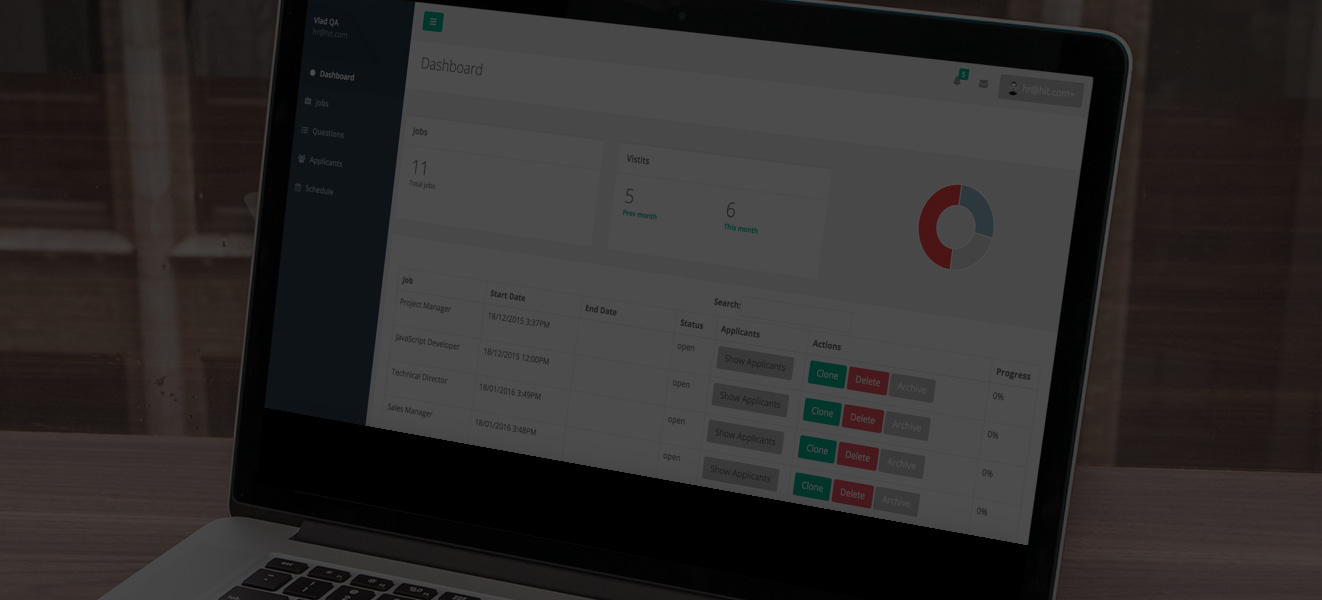 Vlad QA
hr@hit.com
Dashboard
Jobs
Questions
Applicants
Schedule
5
hr@hit.com
Dashboard
Jobs
11
Total jobs
Vistits
5
Prev month
6
This month
Search:
Job Start Date End Date Status Applicants Actions Progress
Project Manager 18/12/2015 3:37PM open Show Applicants Clone Delete Archive 0%
JavaScript Developer 18/12/2015 12:00PM open Show Applicants Clone Delete Archive 0%
Technical Director 18/01/2016 3:49PM open Show Applicants Clone Delete Archive 0%
Sales Manager 18/01/2016 3:48PM open Show Applicants Clone Delete Archive 0%